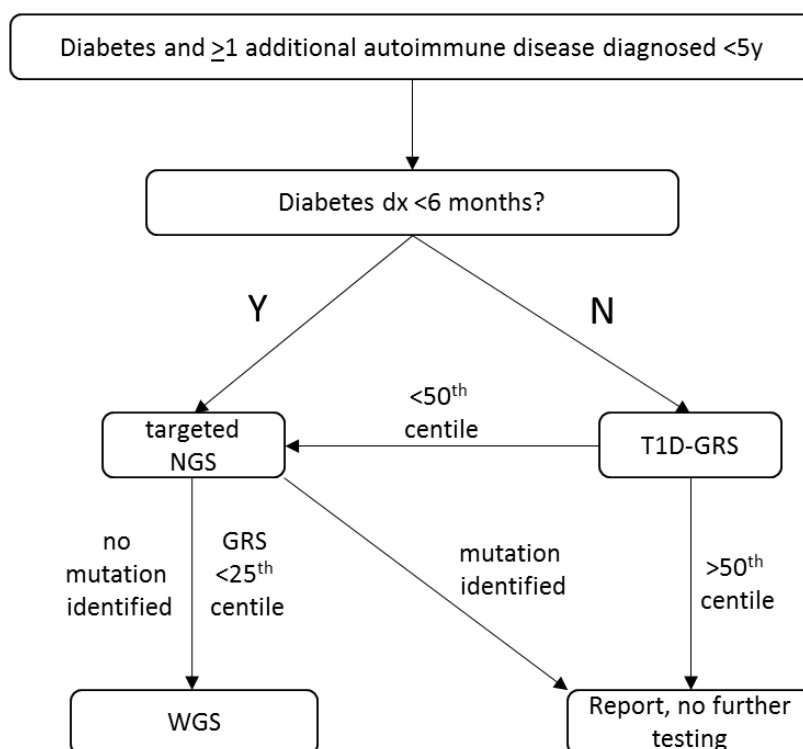 Diabetes and ≥1 additional autoimmune disease diagnosed <5y
Diabetes dx <6 months?
Y
N
<50th
centile
targeted
NGS
T1D-GRS
no
mutation
identified
GRS
<25th
centile
mutation
identified
>50th
centile
WGS
Report, no further
testing